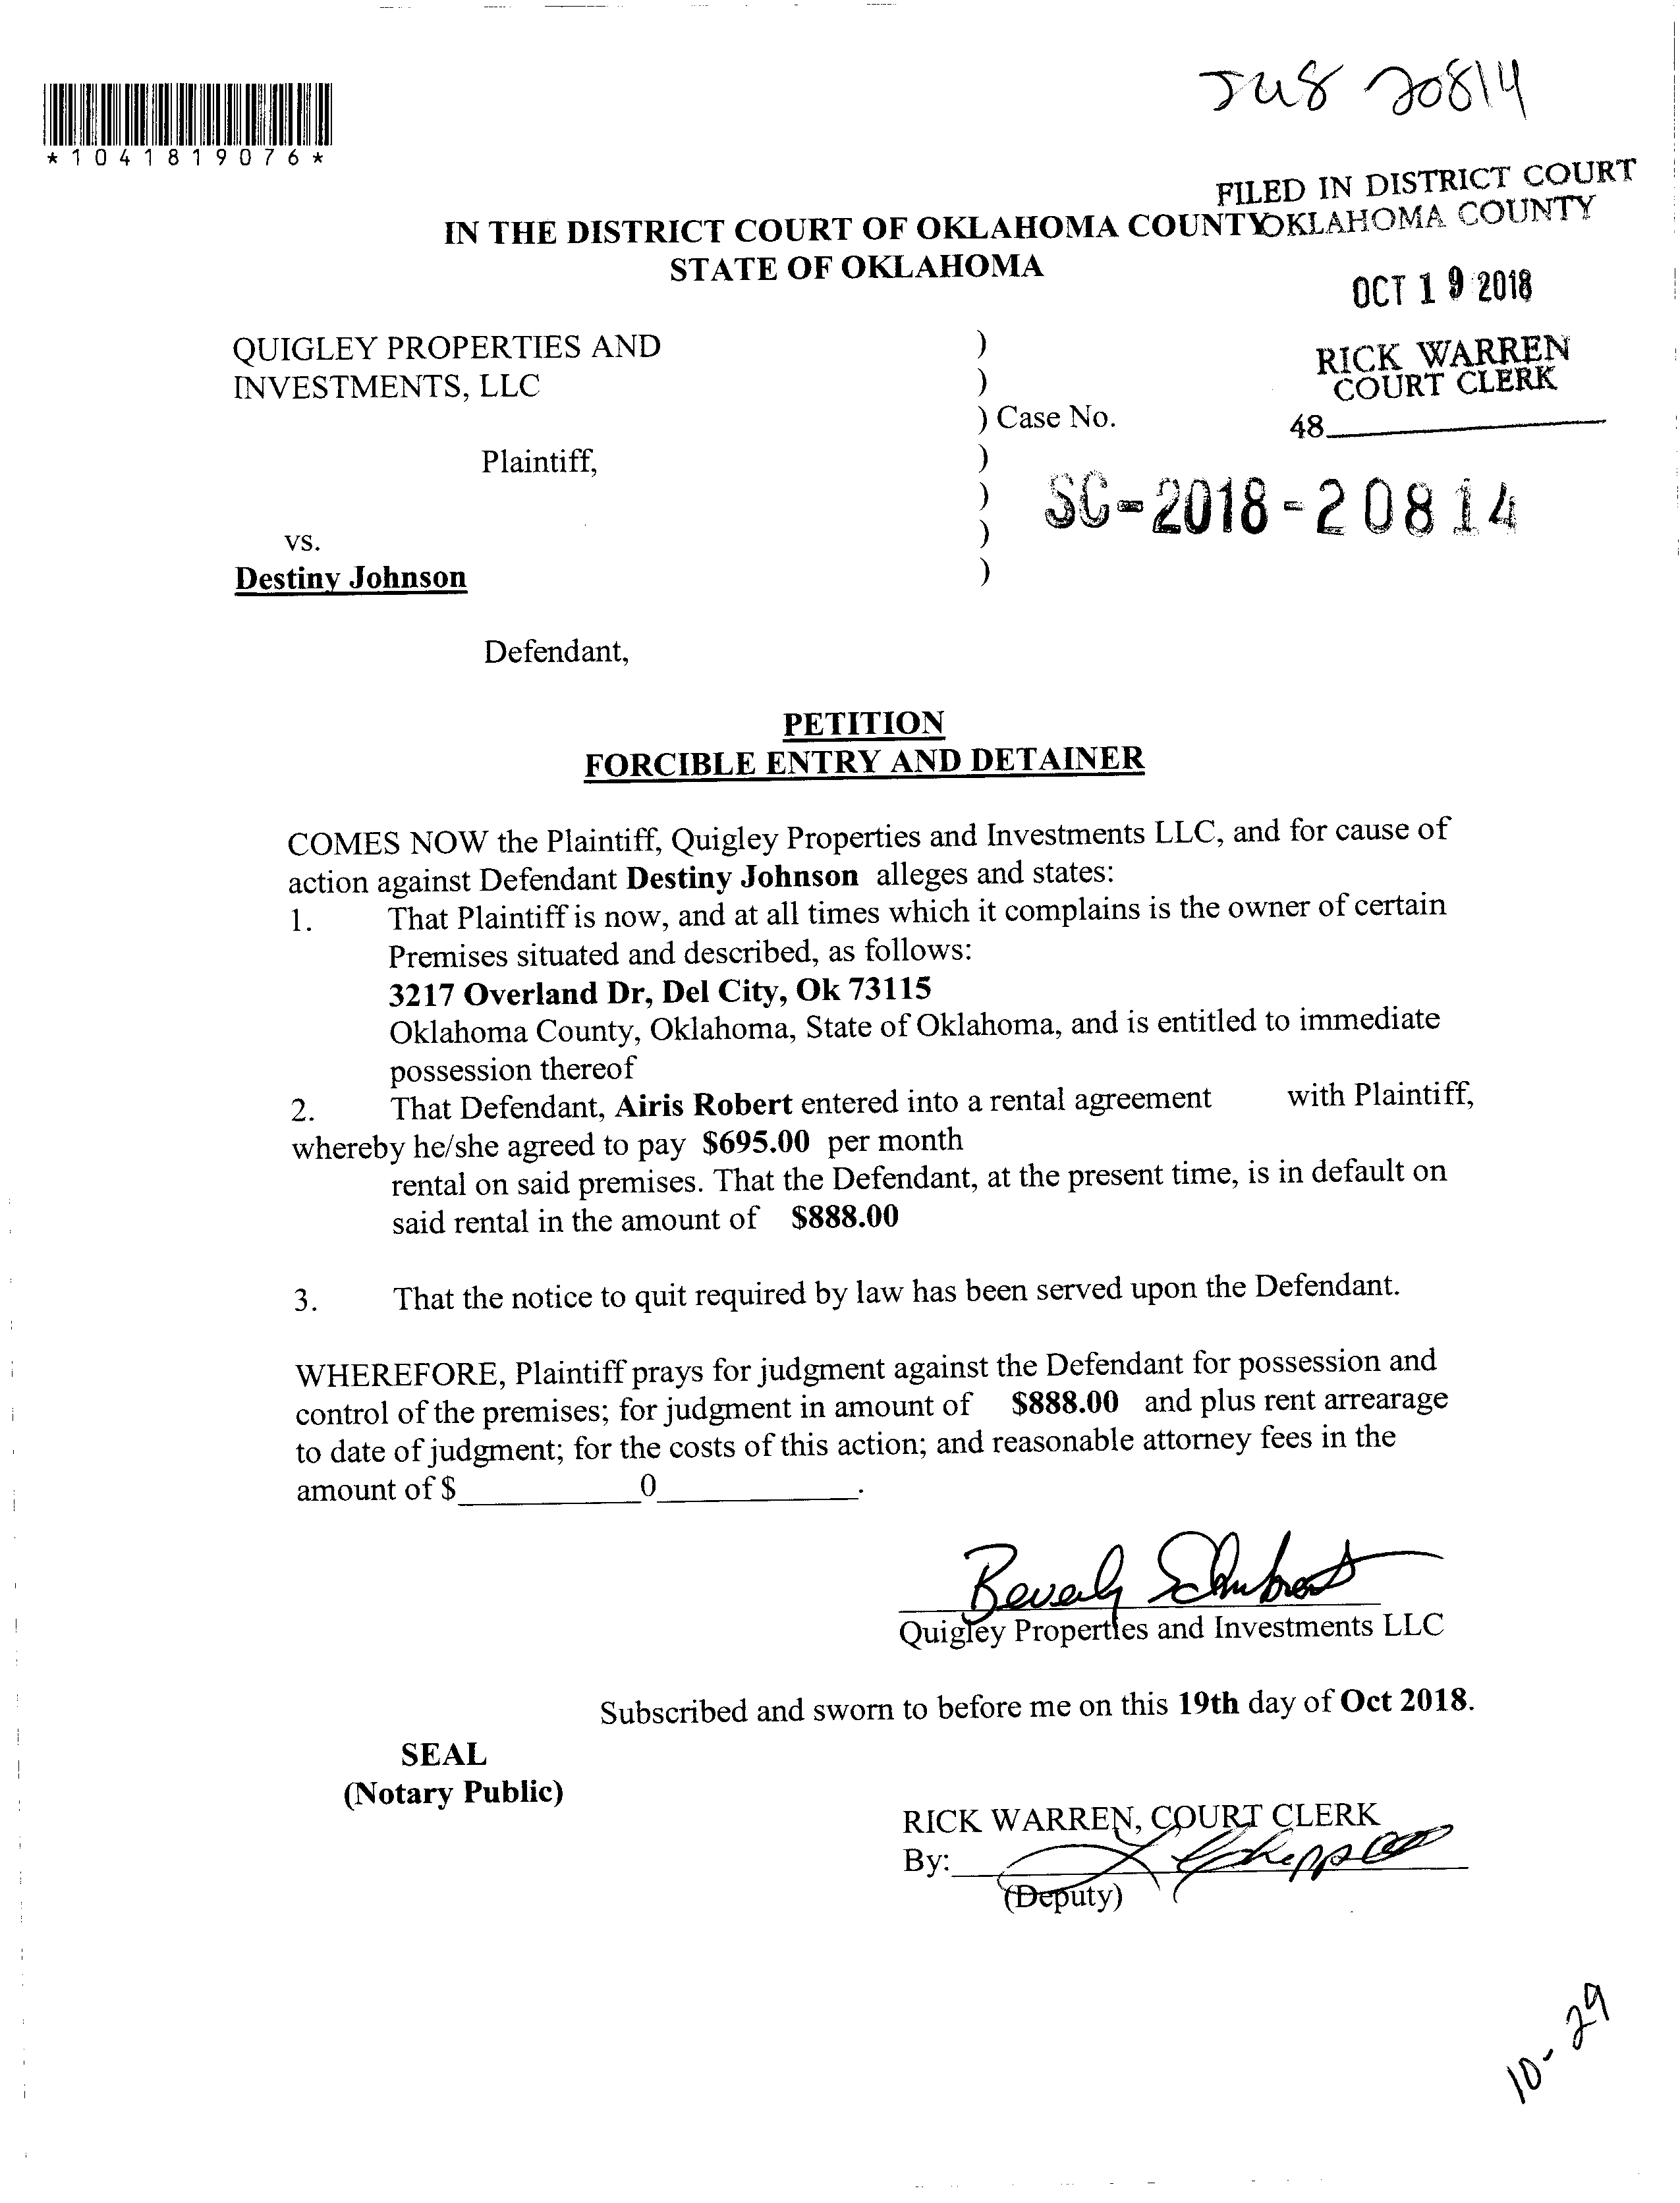 *1041819076*
20814
FILED IN DISTRICT COURT
OKLAHOMA COUNTY
IN THE DISTRICT COURT OF OKLAHOMA COUNTY
STATE OF OKLAHOMA
OCT 19 2018
RICK WARREN
COURT CLERK
48
QUIGLEY PROPERTIES AND )
INVESTMENTS, LLC )
) Case No.
Plaintiff, )
) SC-2018-20814
vs. )
Destiny Johnson )
Defendant,
PETITION
FORCIBLE ENTRY AND DETAINER
COMES NOW the Plaintiff, Quigley Properties and Investments LLC, and for cause of
action against Defendant Destiny Johnson alleges and states:
1. That Plaintiff is now, and at all times which it complains is the owner of certain
Premises situated and described, as follows:
3217 Overland Dr, Del City, Ok 73115
Oklahoma County, Oklahoma, State of Oklahoma, and is entitled to immediate
possession thereof
2. That Defendant, Airis Robert entered into a rental agreement with Plaintiff,
whereby he/she agreed to pay $695.00 per month
rental on said premises. That the Defendant, at the present time, is in default on
said rental in the amount of $888.00
3. That the notice to quit required by law has been served upon the Defendant.
WHEREFORE, Plaintiff prays for judgment against the Defendant for possession and
control of the premises; for judgment in amount of $888.00 and plus rent arrearage
to date of judgment; for the costs of this action; and reasonable attorney fees in the
amount of $ 0 .
Beverly
Quigley Properties and Investments LLC
Subscribed and sworn to before me on this 19th day of Oct 2018.
SEAL
(Notary Public)
RICK WARREN, COURT CLERK
By:
(Deputy)
10-29